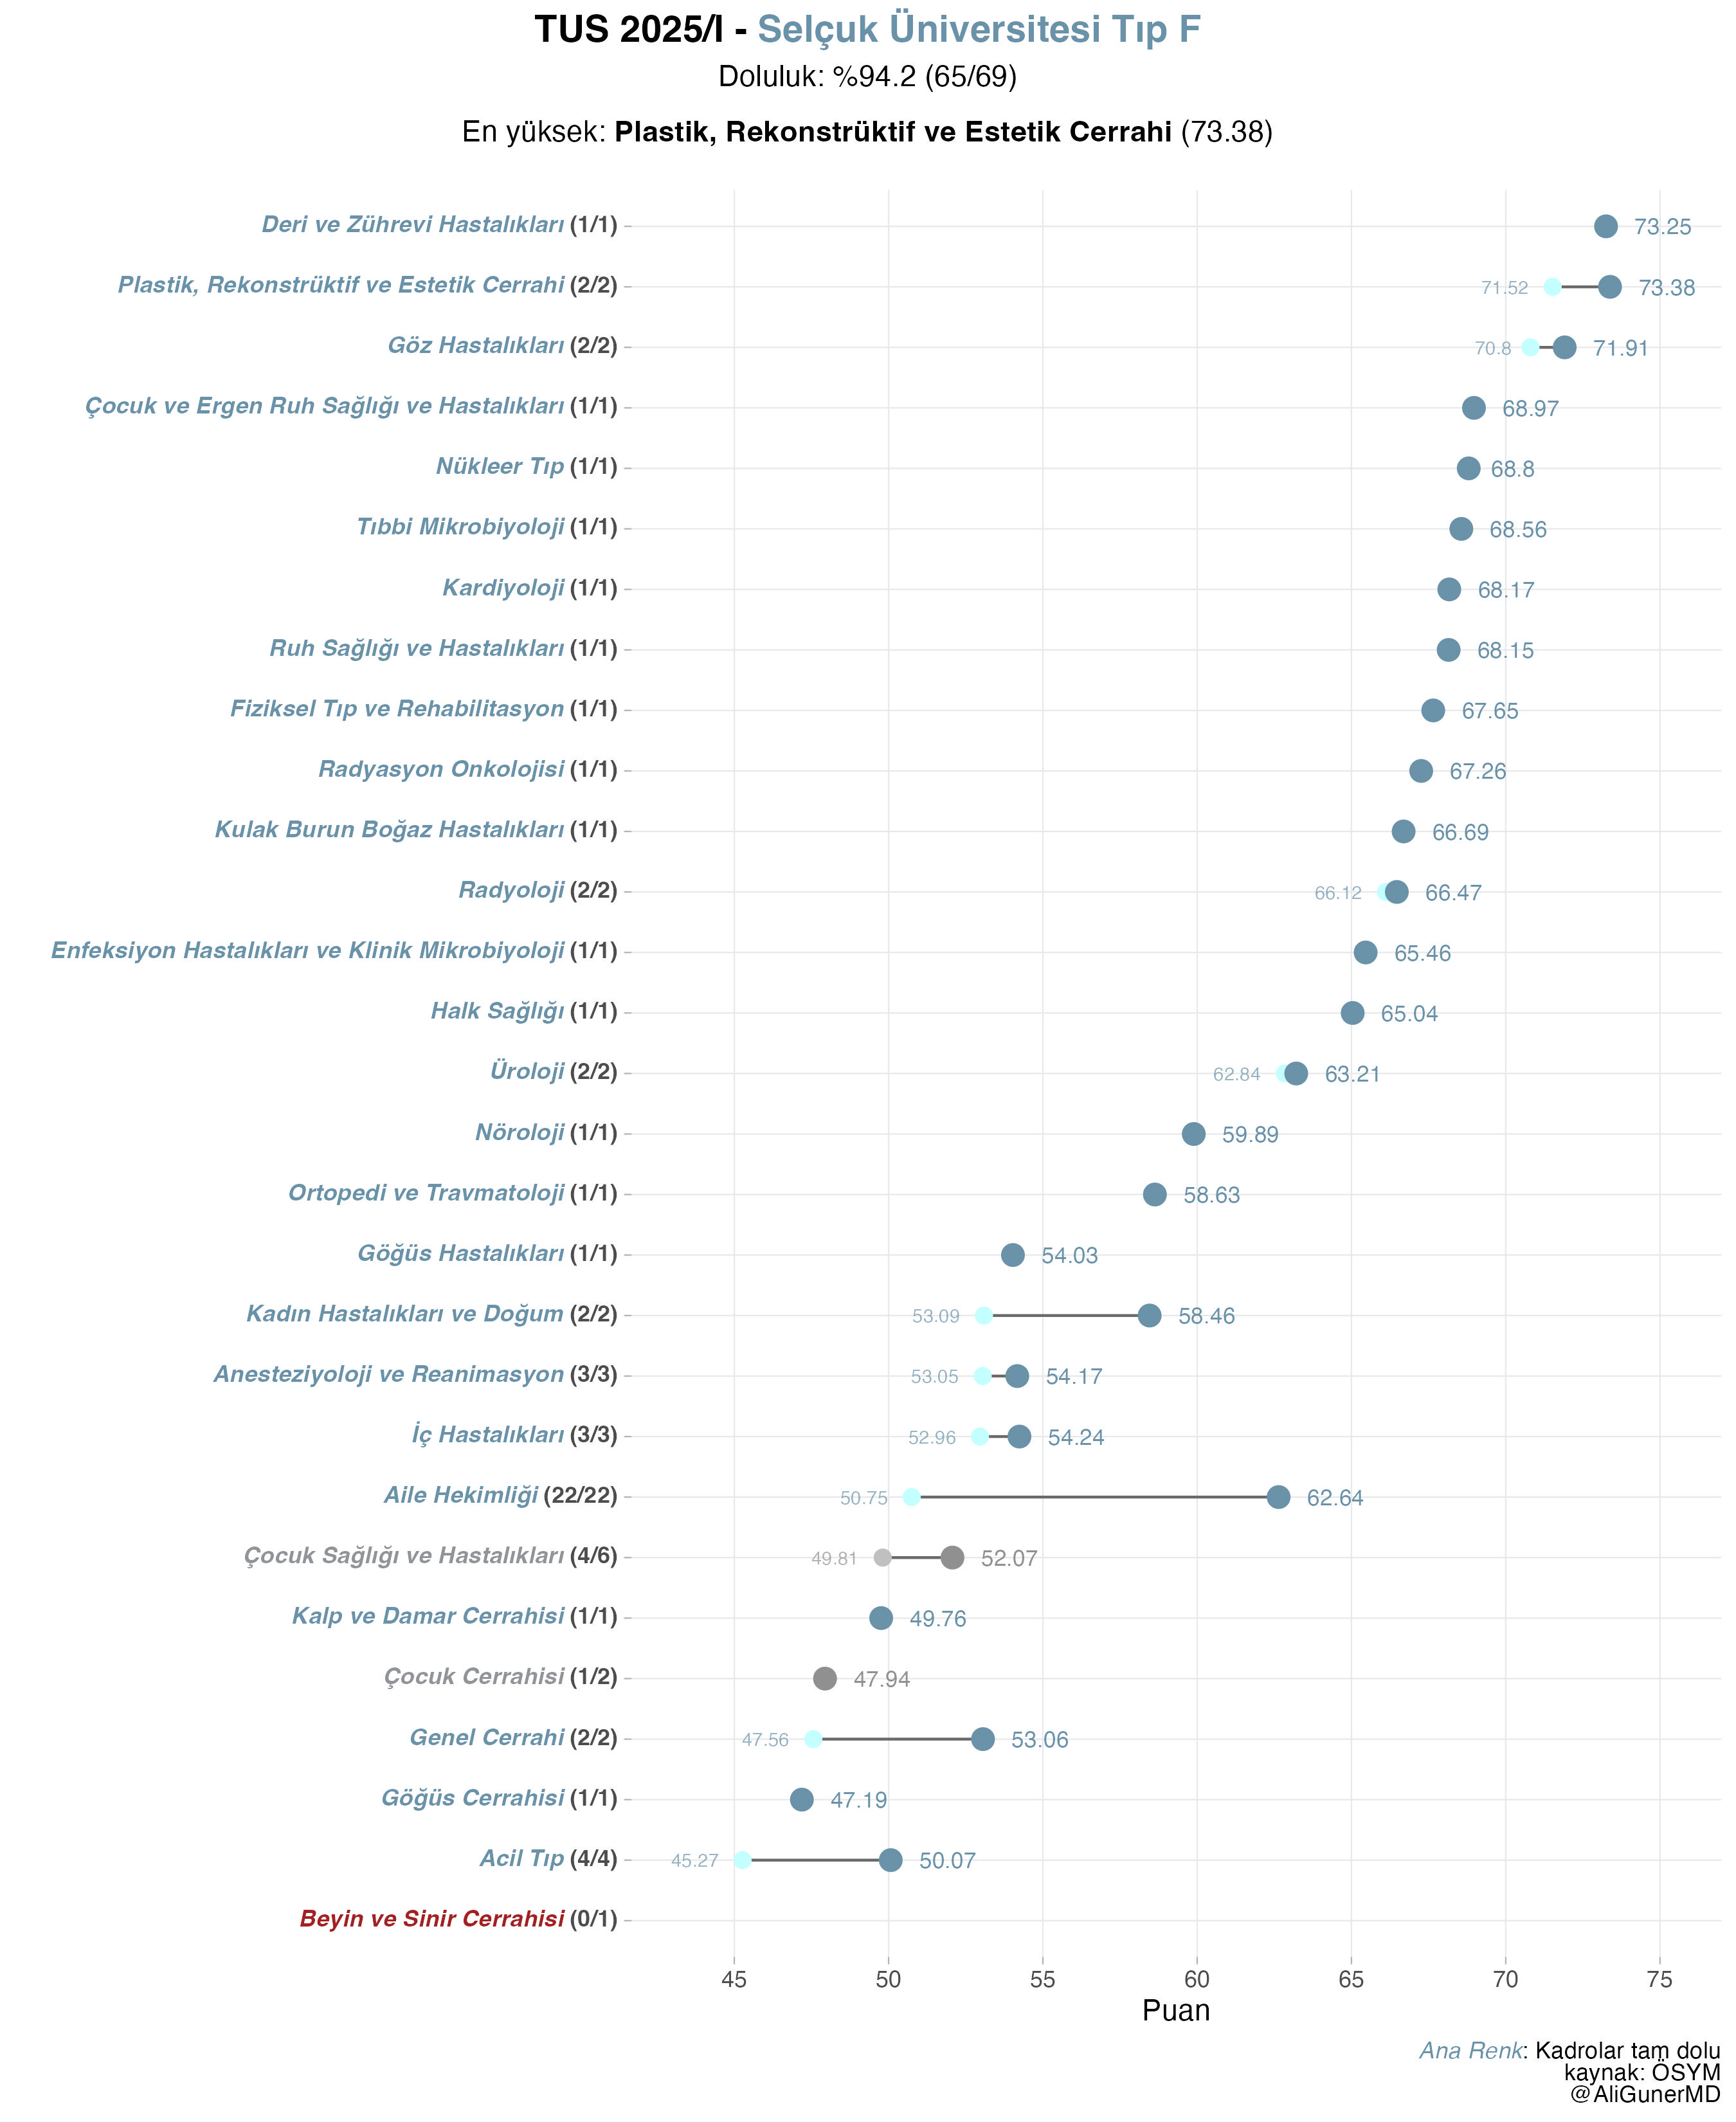 TUS 2025/I - Selçuk Üniversitesi Tıp F
Doluluk: %94.2 (65/69)
En yüksek: Plastik, Rekonstrüktif ve Estetik Cerrahi (73.38)
Deri ve Zührevi Hastalıkları (1/1) 73.25
Plastik, Rekonstrüktif ve Estetik Cerrahi (2/2) 71.52 73.38
Göz Hastalıkları (2/2) 70.8 71.91
Çocuk ve Ergen Ruh Sağlığı ve Hastalıkları (1/1) 68.97
Nükleer Tıp (1/1) 68.8
Tıbbi Mikrobiyoloji (1/1) 68.56
Kardiyoloji (1/1) 68.17
Ruh Sağlığı ve Hastalıkları (1/1) 68.15
Fiziksel Tıp ve Rehabilitasyon (1/1) 67.65
Radyasyon Onkolojisi (1/1) 67.26
Kulak Burun Boğaz Hastalıkları (1/1) 66.69
Radyoloji (2/2) 66.12 66.47
Enfeksiyon Hastalıkları ve Klinik Mikrobiyoloji (1/1) 65.46
Halk Sağlığı (1/1) 65.04
Üroloji (2/2) 62.84 63.21
Nöroloji (1/1) 59.89
Ortopedi ve Travmatoloji (1/1) 58.63
Göğüs Hastalıkları (1/1) 54.03
Kadın Hastalıkları ve Doğum (2/2) 53.09 58.46
Anesteziyoloji ve Reanimasyon (3/3) 53.05 54.17
İç Hastalıkları (3/3) 52.96 54.24
Aile Hekimliği (22/22) 50.75 62.64
Çocuk Sağlığı ve Hastalıkları (4/6) 49.81 52.07
Kalp ve Damar Cerrahisi (1/1) 49.76
Çocuk Cerrahisi (1/2) 47.94
Genel Cerrahi (2/2) 47.56 53.06
Göğüs Cerrahisi (1/1) 47.19
Acil Tıp (4/4) 45.27 50.07
Beyin ve Sinir Cerrahisi (0/1)
45 50 55 60 65 70 75
Puan
Ana Renk: Kadrolar tam dolu
kaynak: ÖSYM
@AliGunerMD